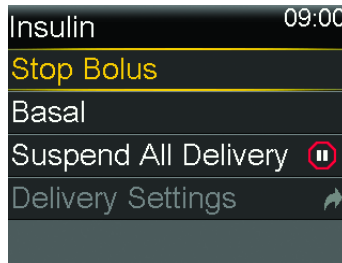 Insulin 09:00
Stop Bolus
Basal
Suspend All Delivery
Delivery Settings